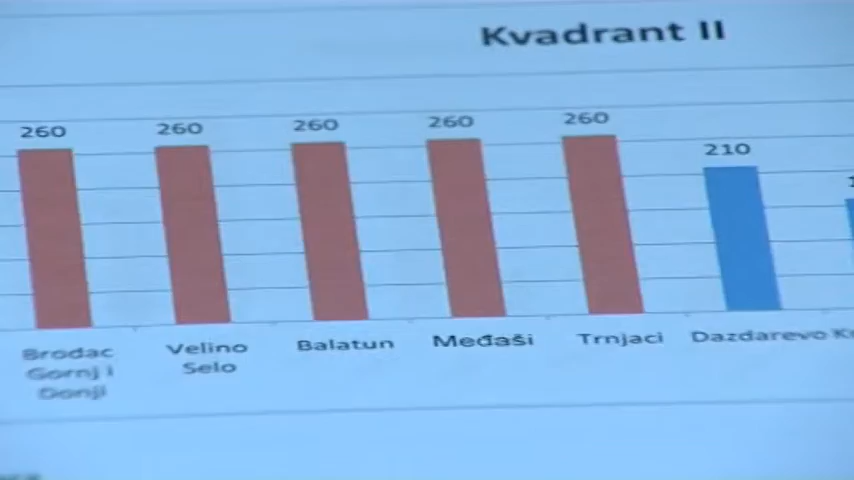 Kvadrant II
260 260 260 260 260 210
Brodac Velino Balatun Međaši Trnjaci Dazdarevo
Gornj i Selo
Donji